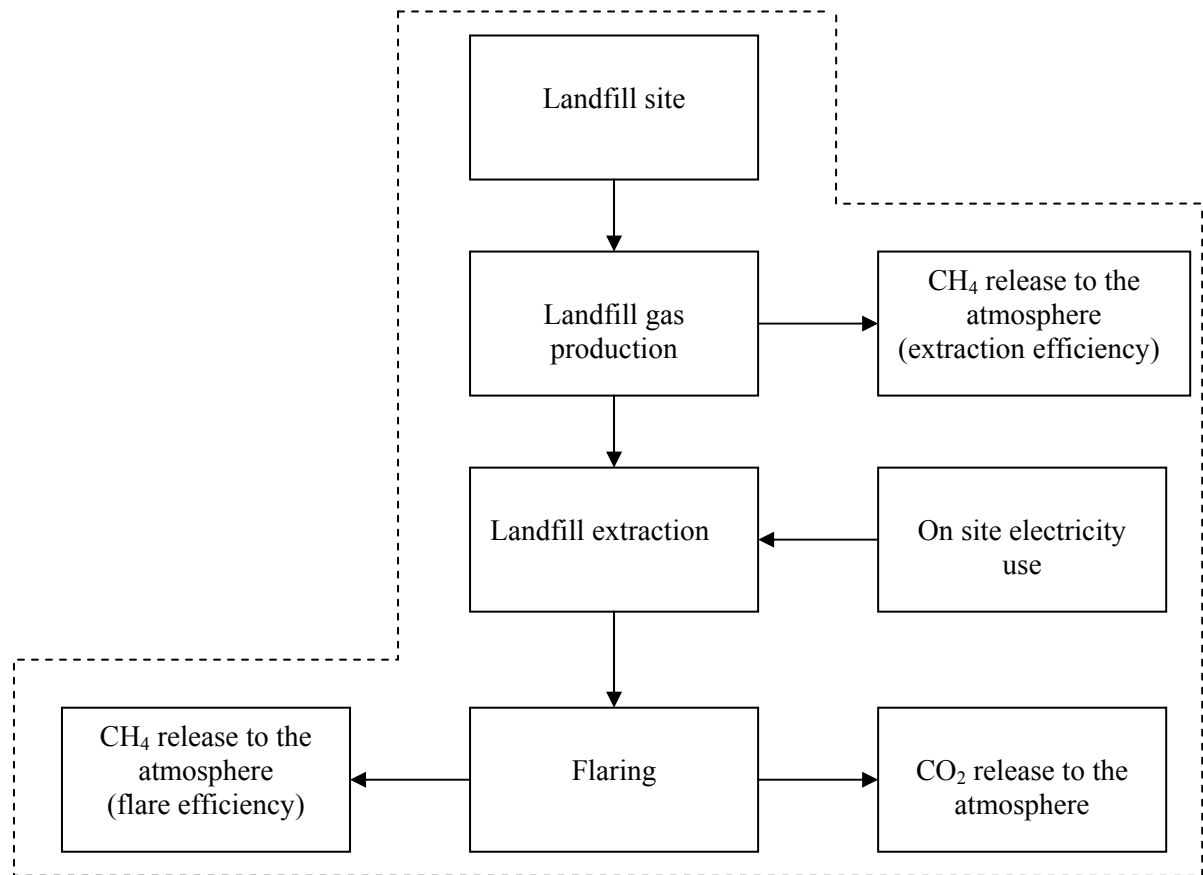 Landfill site
Landfill gas
production
CH₄ release to the
atmosphere
(extraction efficiency)
Landfill extraction
On site electricity
use
CH₄ release to the
atmosphere
(flare efficiency)
Flaring
CO₂ release to the
atmosphere